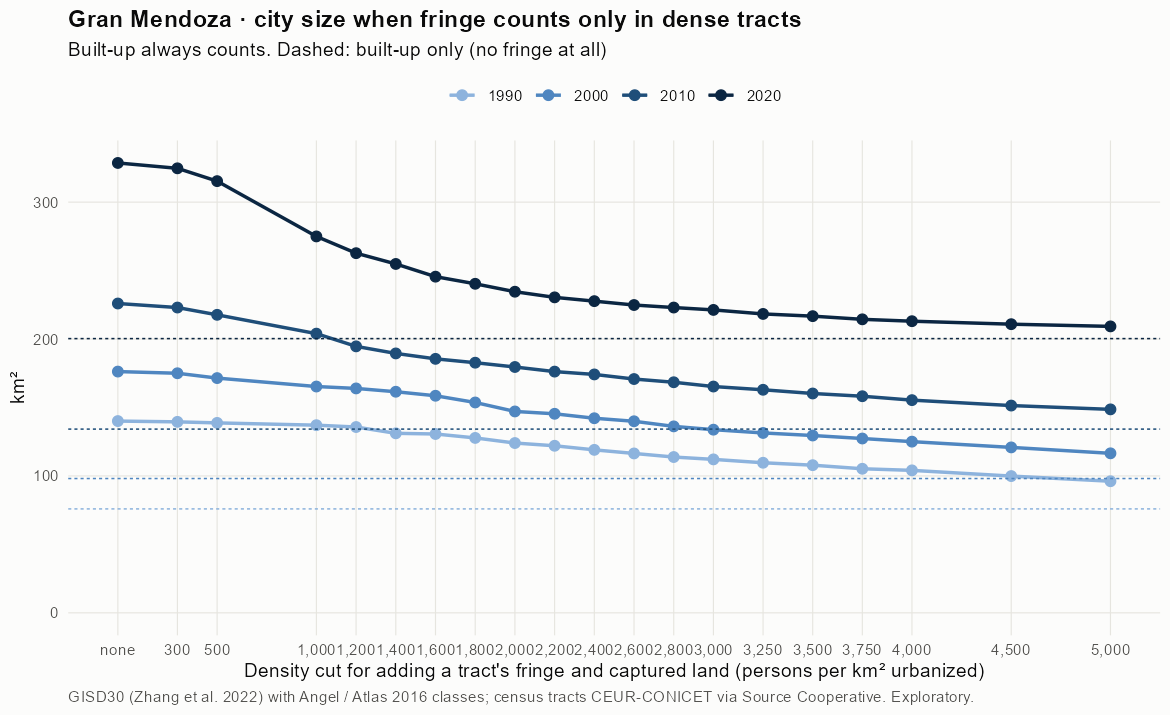 Gran Mendoza · city size when fringe counts only in dense tracts
Built-up always counts. Dashed: built-up only (no fringe at all)
1990 2000 2010 2020
300
200
100
0
km²
none 300 500 1,000 1,200 1,400 1,600 1,800 2,000 2,200 2,400 2,600 2,800 3,000 3,250 3,500 3,750 4,000 4,500 5,000
Density cut for adding a tract's fringe and captured land (persons per km² urbanized)
GISD30 (Zhang et al. 2022) with Angel / Atlas 2016 classes; census tracts CEUR-CONICET via Source Cooperative. Exploratory.